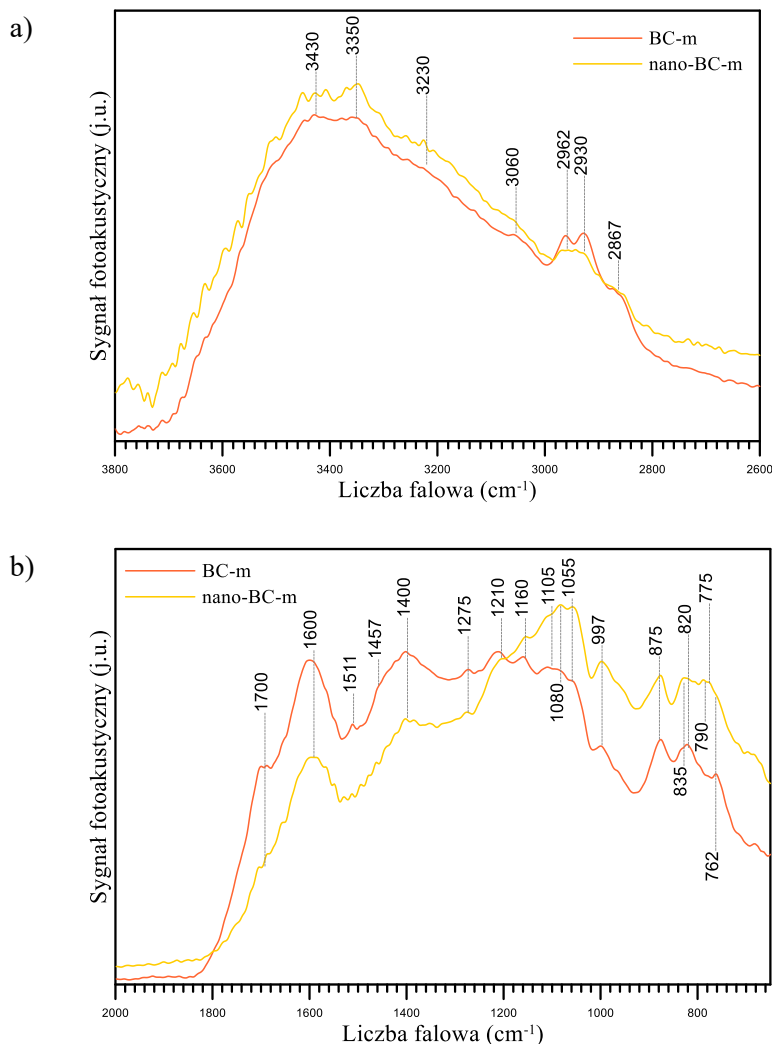 a)
BC-m
nano-BC-m
3430
3350
3230
3060
2962
2930
2867
Sygnał fotoakustyczny (j.u.)
3800 3600 3400 3200 3000 2800 2600
Liczba falowa (cm⁻¹)
b)
BC-m
nano-BC-m
1700
1600
1511
1457
1400
1275
1210
1160
1105
1055
1080
997
875
820
775
835
790
762
Sygnał fotoakustyczny (j.u.)
2000 1800 1600 1400 1200 1000 800
Liczba falowa (cm⁻¹)